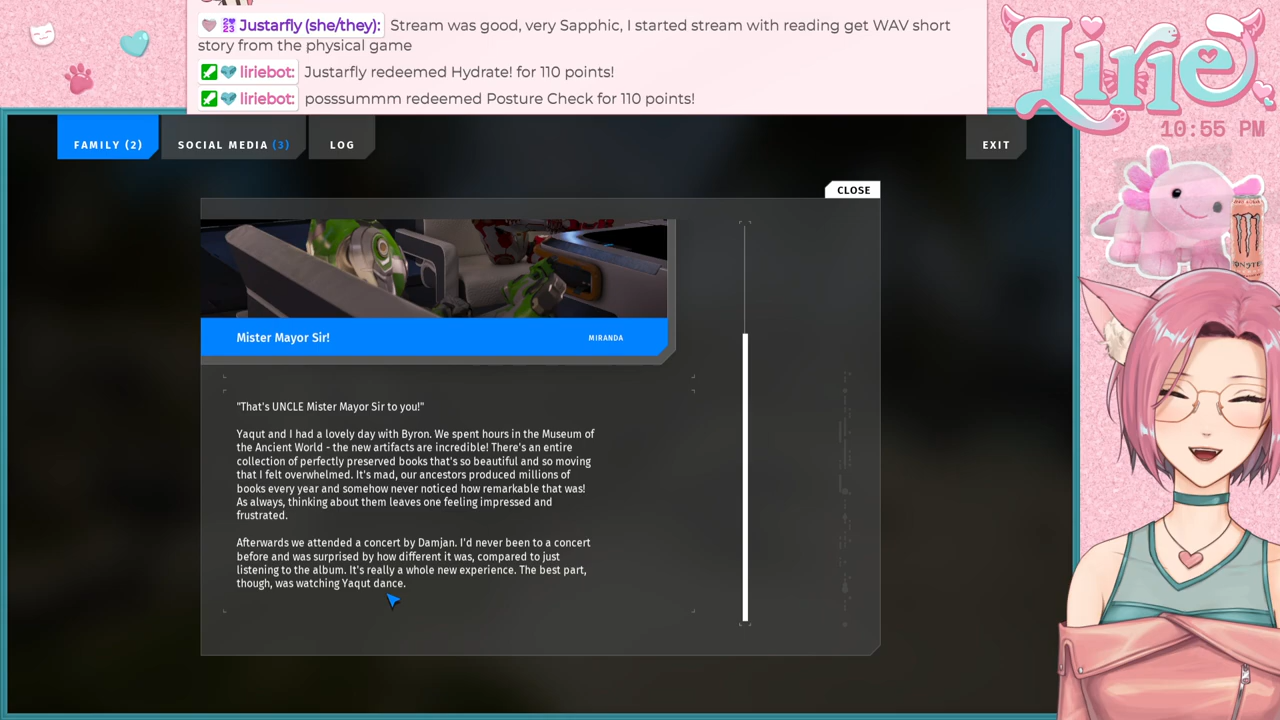 Justarfly (she/they): Stream was good, very Sapphic, I started stream with reading get WAV short
story from the physical game
liriebot: Justarfly redeemed Hydrate! for 110 points!
liriebot: posssummm redeemed Posture Check for 110 points!
Lirie
10:55 PM
FAMILY (2)
SOCIAL MEDIA (3)
LOG
EXIT
CLOSE
Mister Mayor Sir!
MIRANDA
"That's UNCLE Mister Mayor Sir to you!"
Yaqut and I had a lovely day with Byron. We spent hours in the Museum of
the Ancient World - the new artifacts are incredible! There's an entire
collection of perfectly preserved books that's so beautiful and so moving
that I felt overwhelmed. It's mad, our ancestors produced millions of
books every year and somehow never noticed how remarkable that was!
As always, thinking about them leaves one feeling impressed and
frustrated.
Afterwards we attended a concert by Damjan. I'd never been to a concert
before and was surprised by how different it was, compared to just
listening to the album. It's really a whole new experience. The best part,
though, was watching Yaqut dance.